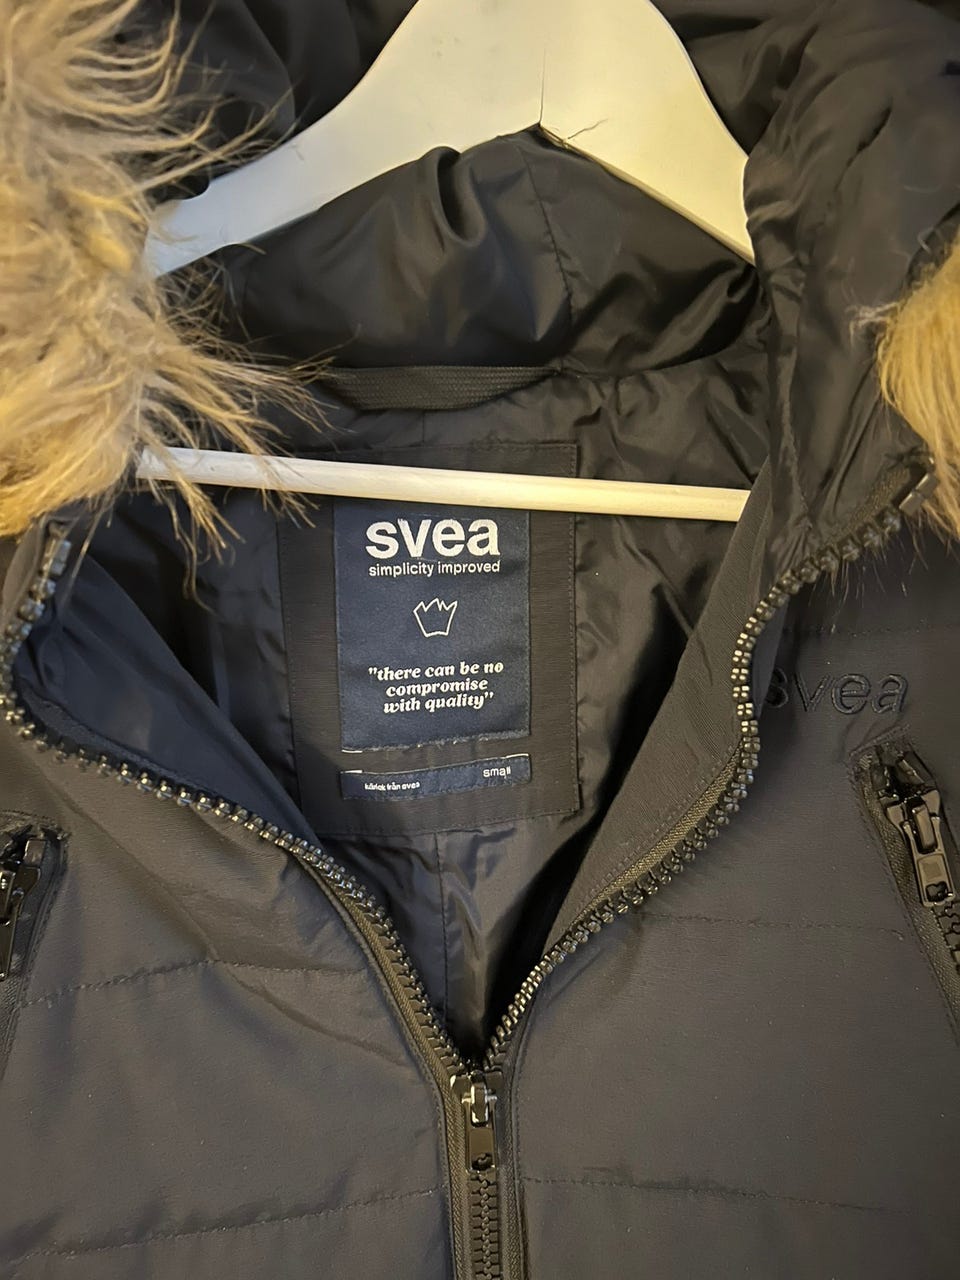 svea
simplicity improved
"there can be no
compromise
with quality"
small
kärlek från svea
svea